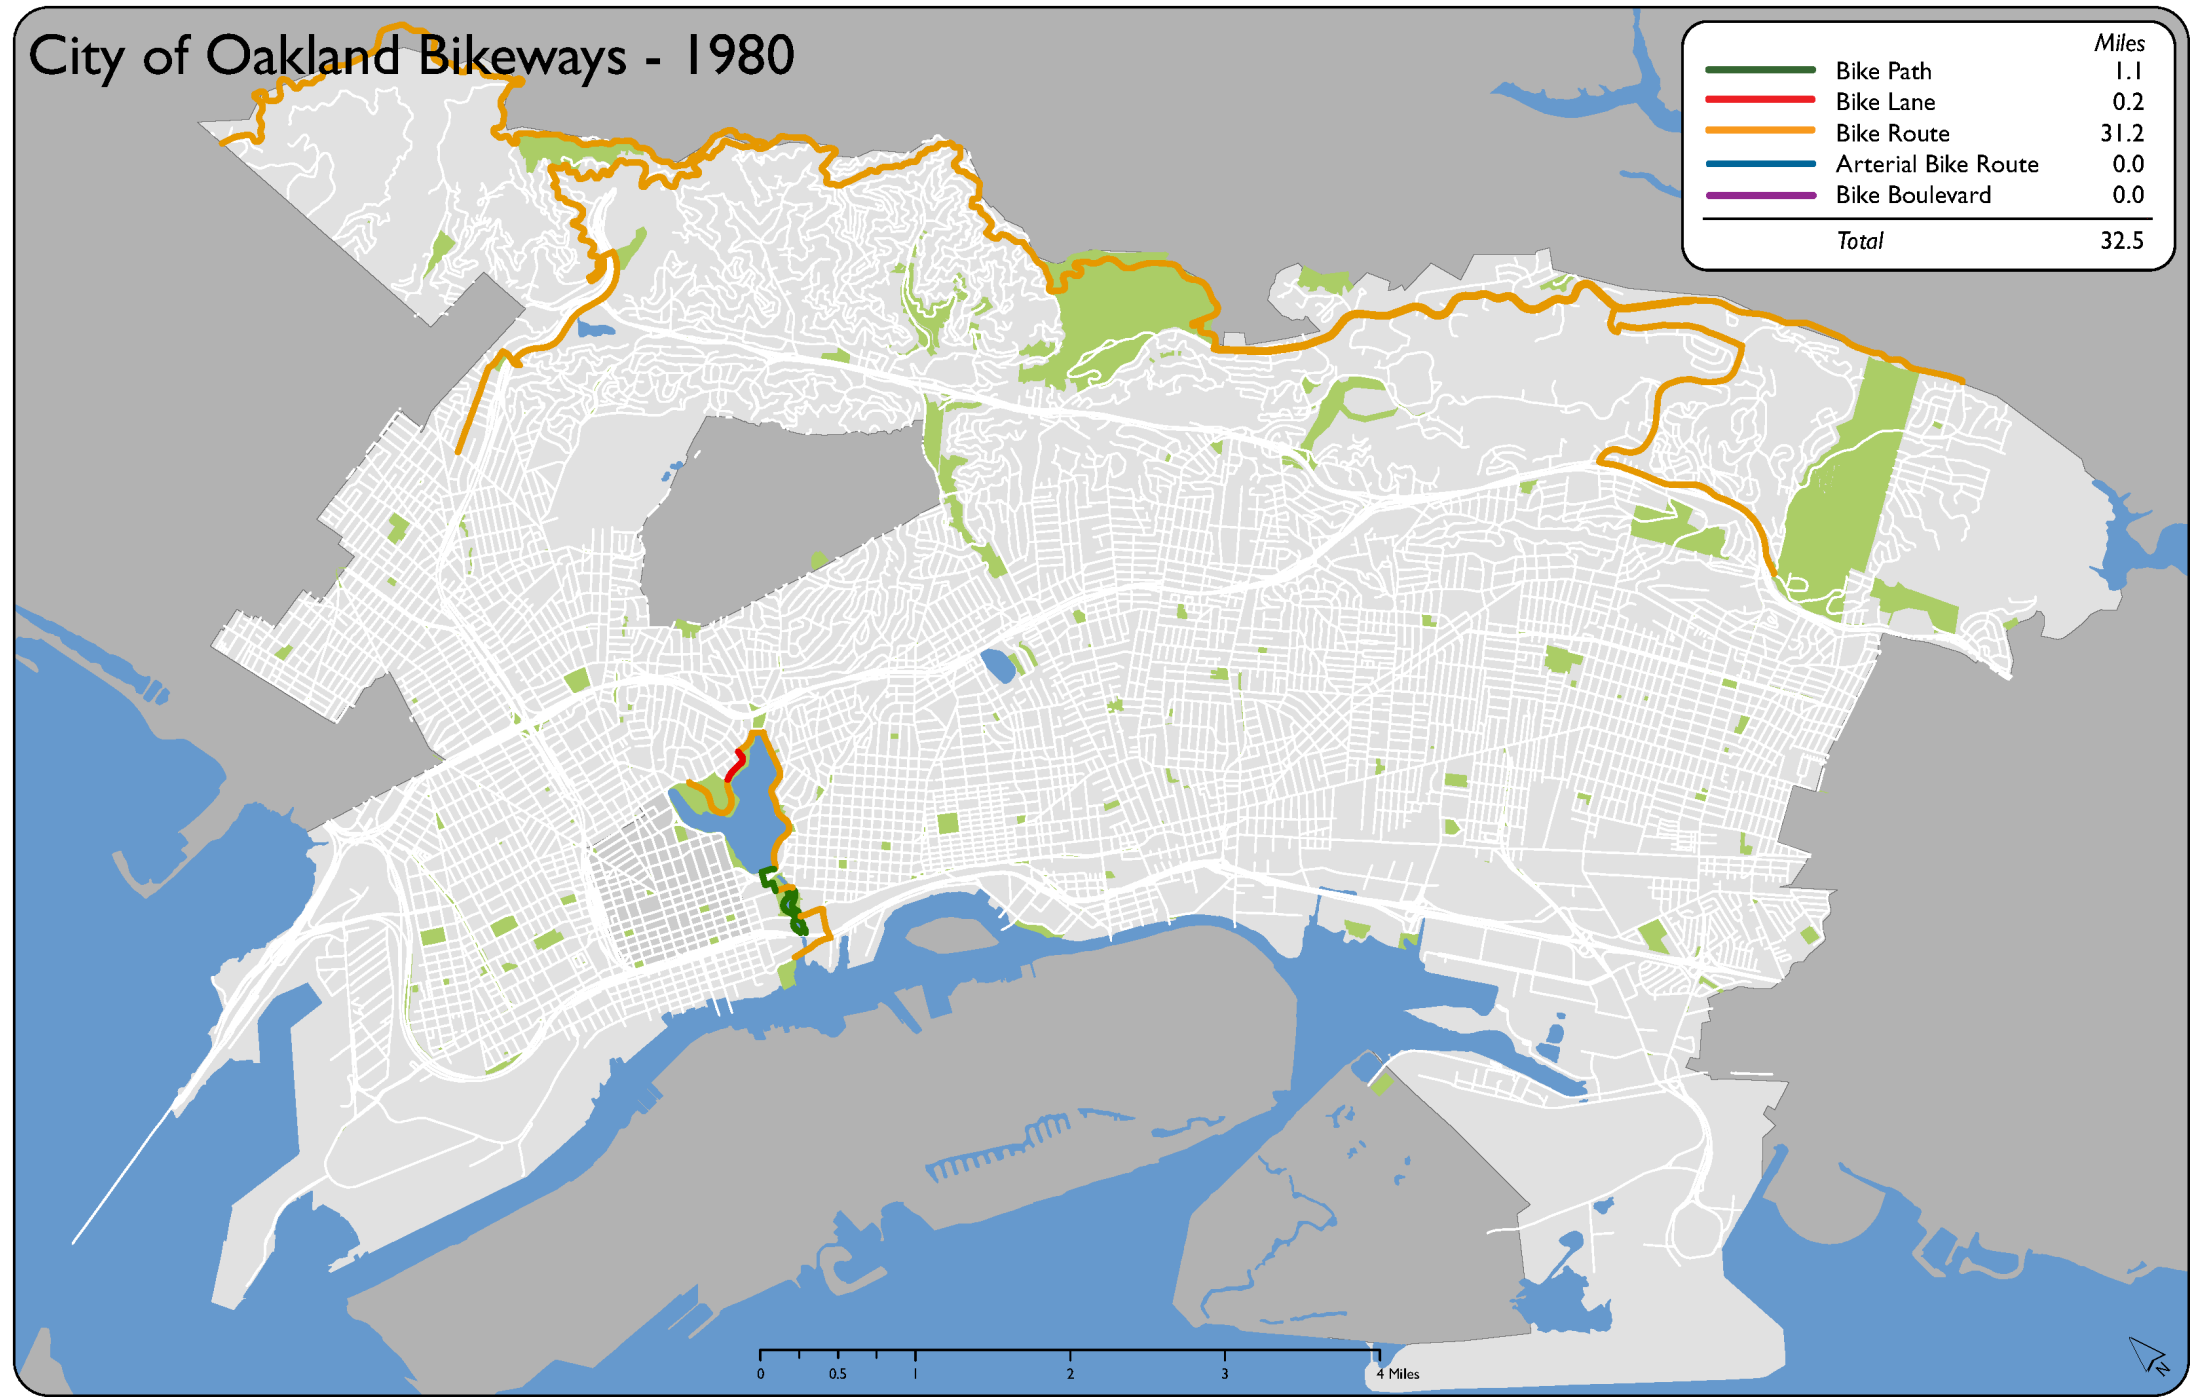 City of Oakland Bikeways - 1980
Miles
Bike Path 1.1
Bike Lane 0.2
Bike Route 31.2
Arterial Bike Route 0.0
Bike Boulevard 0.0
Total 32.5
0 0.5 1 2 3 4 Miles
N